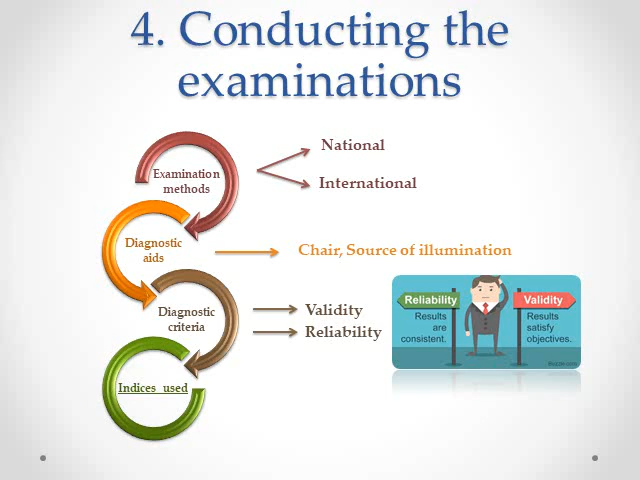 4. Conducting the
examinations
Examination
methods
National
International
Diagnostic
aids
Chair, Source of illumination
Diagnostic
criteria
Validity
Reliability
Reliability
Results
are
consistent.
Validity
Results
satisfy
objectives.
Indices used